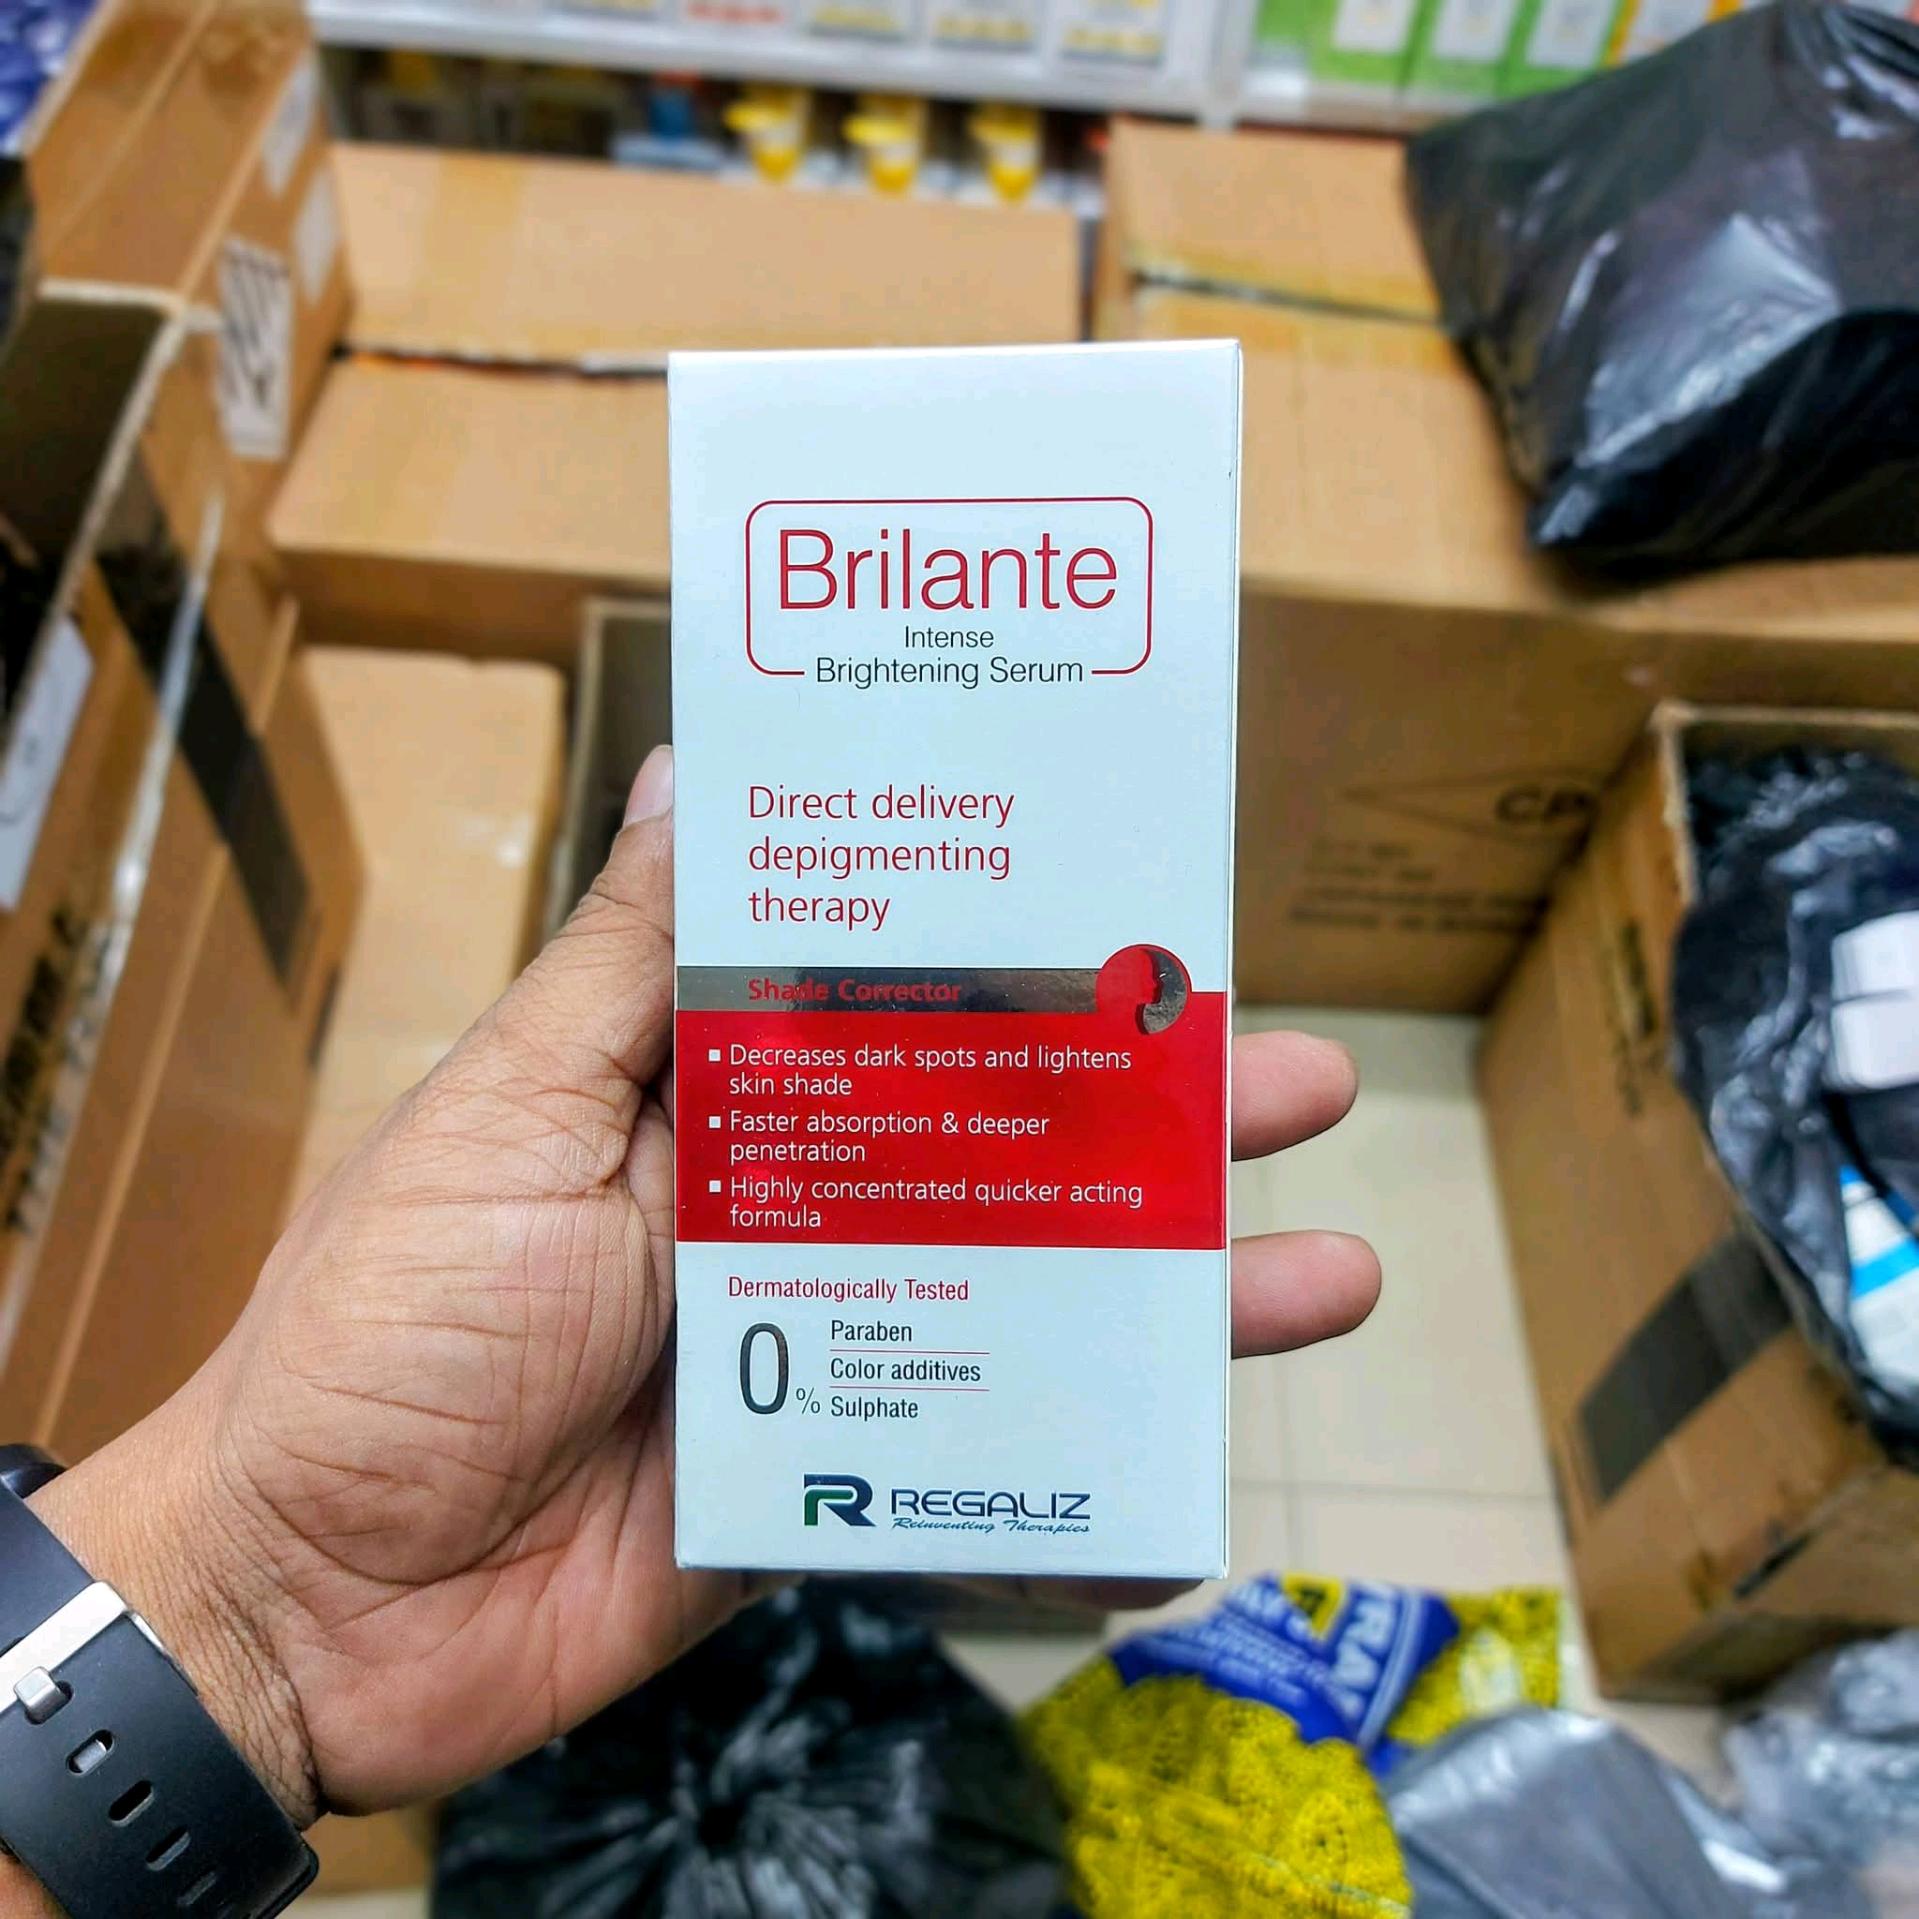 Brilante
Intense
Brightening Serum
Direct delivery
depigmenting
therapy
Shade Corrector
▪ Decreases dark spots and lightens
skin shade
▪ Faster absorption & deeper
penetration
▪ Highly concentrated quicker acting
formula
Dermatologically Tested
0% Paraben
Color additives
Sulphate
R REGALIZ
Reinventing Therapies